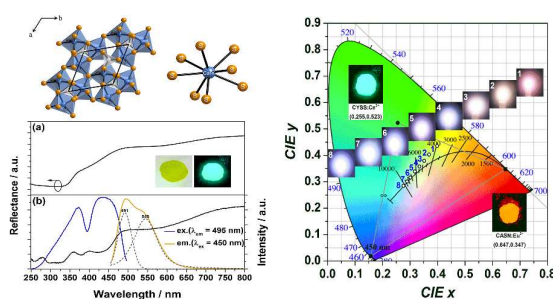 b
a
(a)
(b)
491
ex.(λem = 496 nm)
em.(λex = 450 nm)
Reflectance / a.u.
Intensity / a.u.
250 300 350 400 450 500 550 600 650 700 750 800
Wavelength / nm
0.9
0.8
0.7
0.6
0.5
0.4
0.3
0.2
0.1
0.0
CIE y
520
540
560
580
600
620
700
490
480
470
460
450 nm
CYSS:Ce3+
(0.255,0.523)
CASN:Eu2+
(0.647,0.347)
1
2
3
4
5
6
7
8
10000
6000
4000
3000
2500
2000
1500
0.0 0.1 0.2 0.3 0.4 0.5 0.6 0.7
CIE x